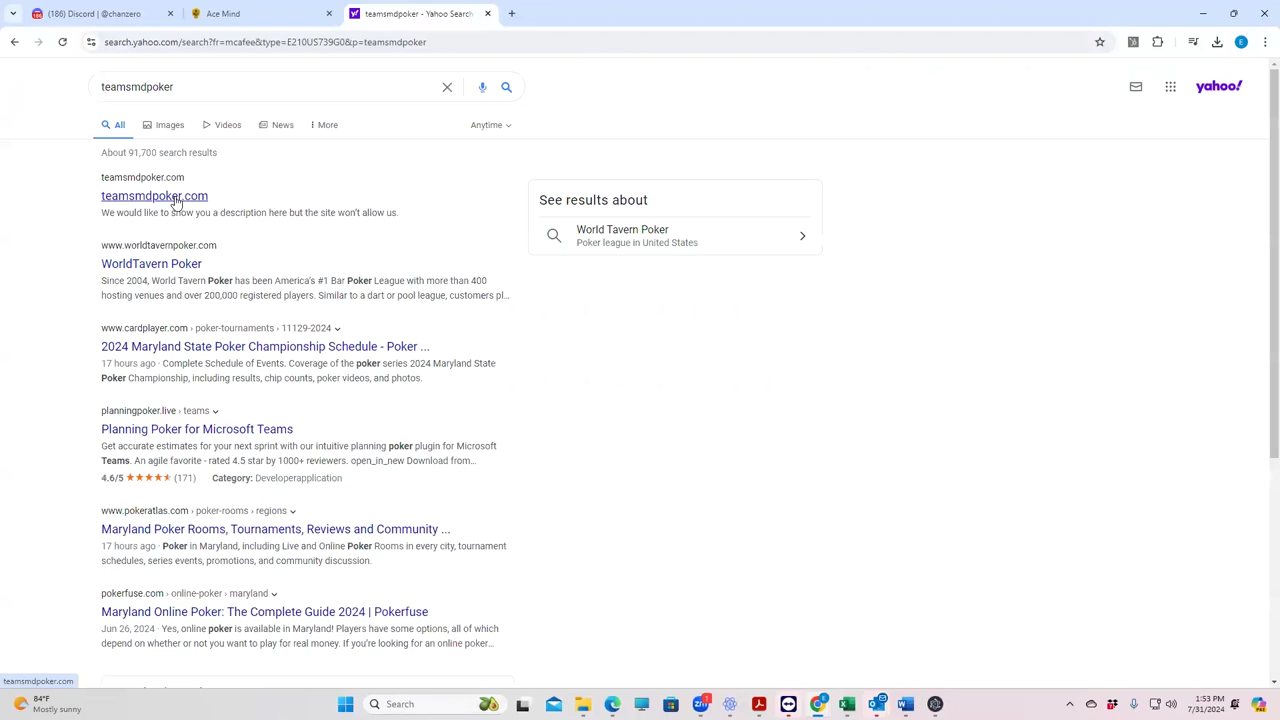 (186) Discord | @chanzero
Ace Mind
teamsmdpoker - Yahoo Search
search.yahoo.com/search?fr=mcafee&type=E210US739G0&p=teamsmdpoker
teamsmdpoker
yahoo!
All
Images
Videos
News
More
Anytime
About 91,700 search results
teamsmdpoker.com
teamsmdpoker.com
We would like to show you a description here but the site won't allow us.
See results about
World Tavern Poker
Poker league in United States
www.worldtavernpoker.com
WorldTavern Poker
Since 2004, World Tavern Poker has been America's #1 Bar Poker League with more than 400
hosting venues and over 200,000 registered players. Similar to a dart or pool league, customers pl...
www.cardplayer.com › poker-tournaments › 11129-2024
2024 Maryland State Poker Championship Schedule - Poker ...
17 hours ago · Complete Schedule of Events. Coverage of the poker series 2024 Maryland State
Poker Championship, including results, chip counts, poker videos, and photos.
planningpoker.live › teams
Planning Poker for Microsoft Teams
Get accurate estimates for your next sprint with our intuitive planning poker plugin for Microsoft
Teams. An agile favorite - rated 4.5 star by 1000+ reviewers. open_in_new Download from...
4.6/5 (171) Category: Developerapplication
www.pokeratlas.com › poker-rooms › regions
Maryland Poker Rooms, Tournaments, Reviews and Community ...
17 hours ago · Poker in Maryland, including Live and Online Poker Rooms in every city, tournament
schedules, series events, promotions, and community discussion.
pokerfuse.com › online-poker › maryland
Maryland Online Poker: The Complete Guide 2024 | Pokerfuse
Jun 26, 2024 · Yes, online poker is available in Maryland! Players have some options, all of which
depend on whether or not you want to play for real money. If you're looking for an online poker...
teamsmdpoker.com
84°F
Mostly sunny
Search
1:53 PM
7/31/2024